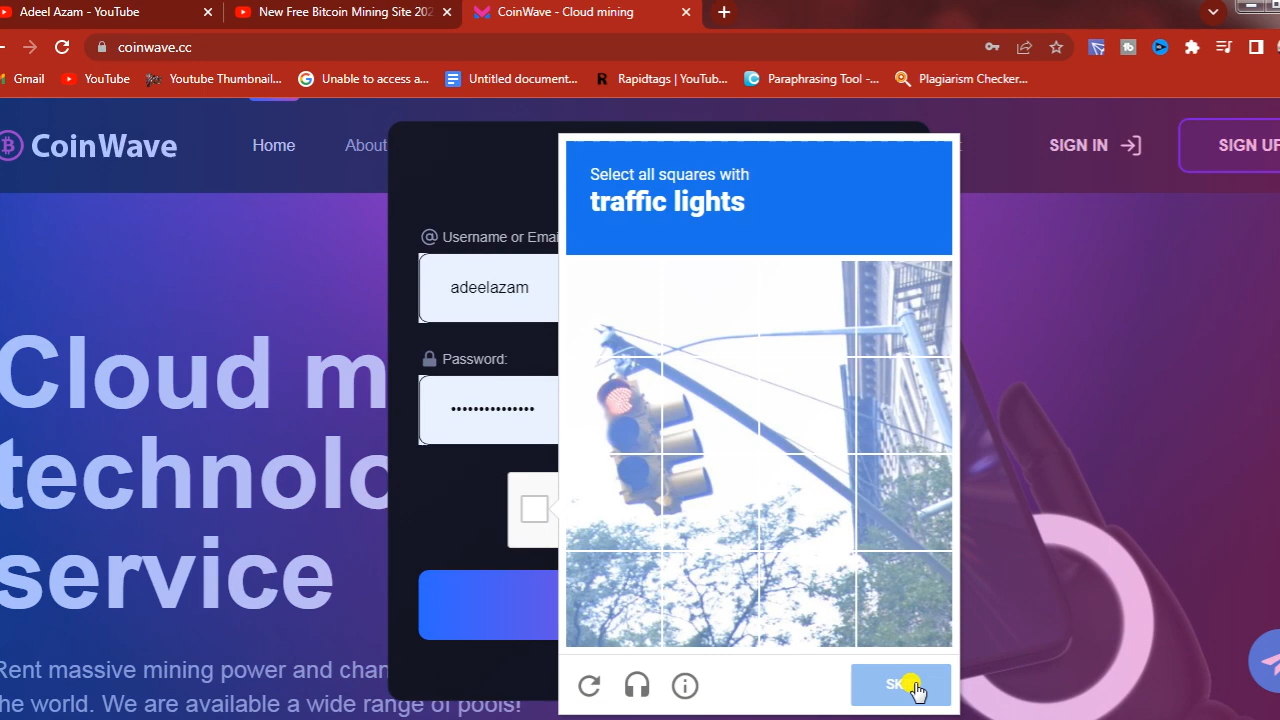 Adeel Azam - YouTube
New Free Bitcoin Mining Site 202
CoinWave - Cloud mining
coinwave.cc
Gmail
YouTube
Youtube Thumbnail...
Unable to access a...
Untitled document...
Rapidtags | YouTub...
Paraphrasing Tool -...
Plagiarism Checker...
CoinWave
Home
About
SIGN IN
SIGN UP
Select all squares with
traffic lights
@ Username or Emai
adeelazam
Password:
•••••••••••••••
Cloud m
technolo
service
Rent massive mining power and chan
the world. We are available a wide range of pools!